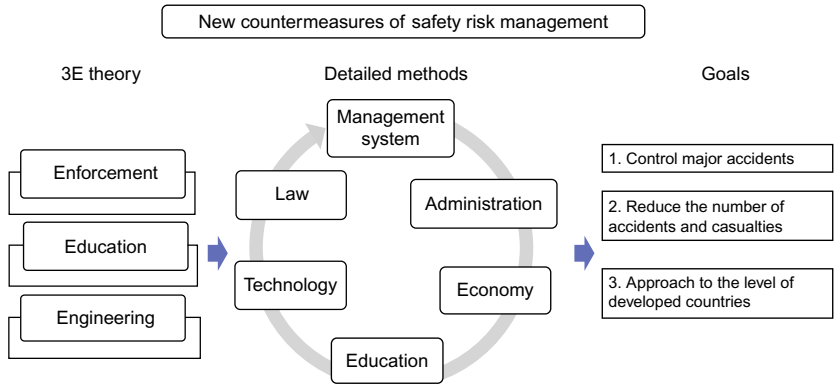 New countermeasures of safety risk management
3E theory
Detailed methods
Goals
Enforcement
Education
Engineering
Management
system
Administration
Economy
Education
Technology
Law
1. Control major accidents
2. Reduce the number of
accidents and casualties
3. Approach to the level of
developed countries